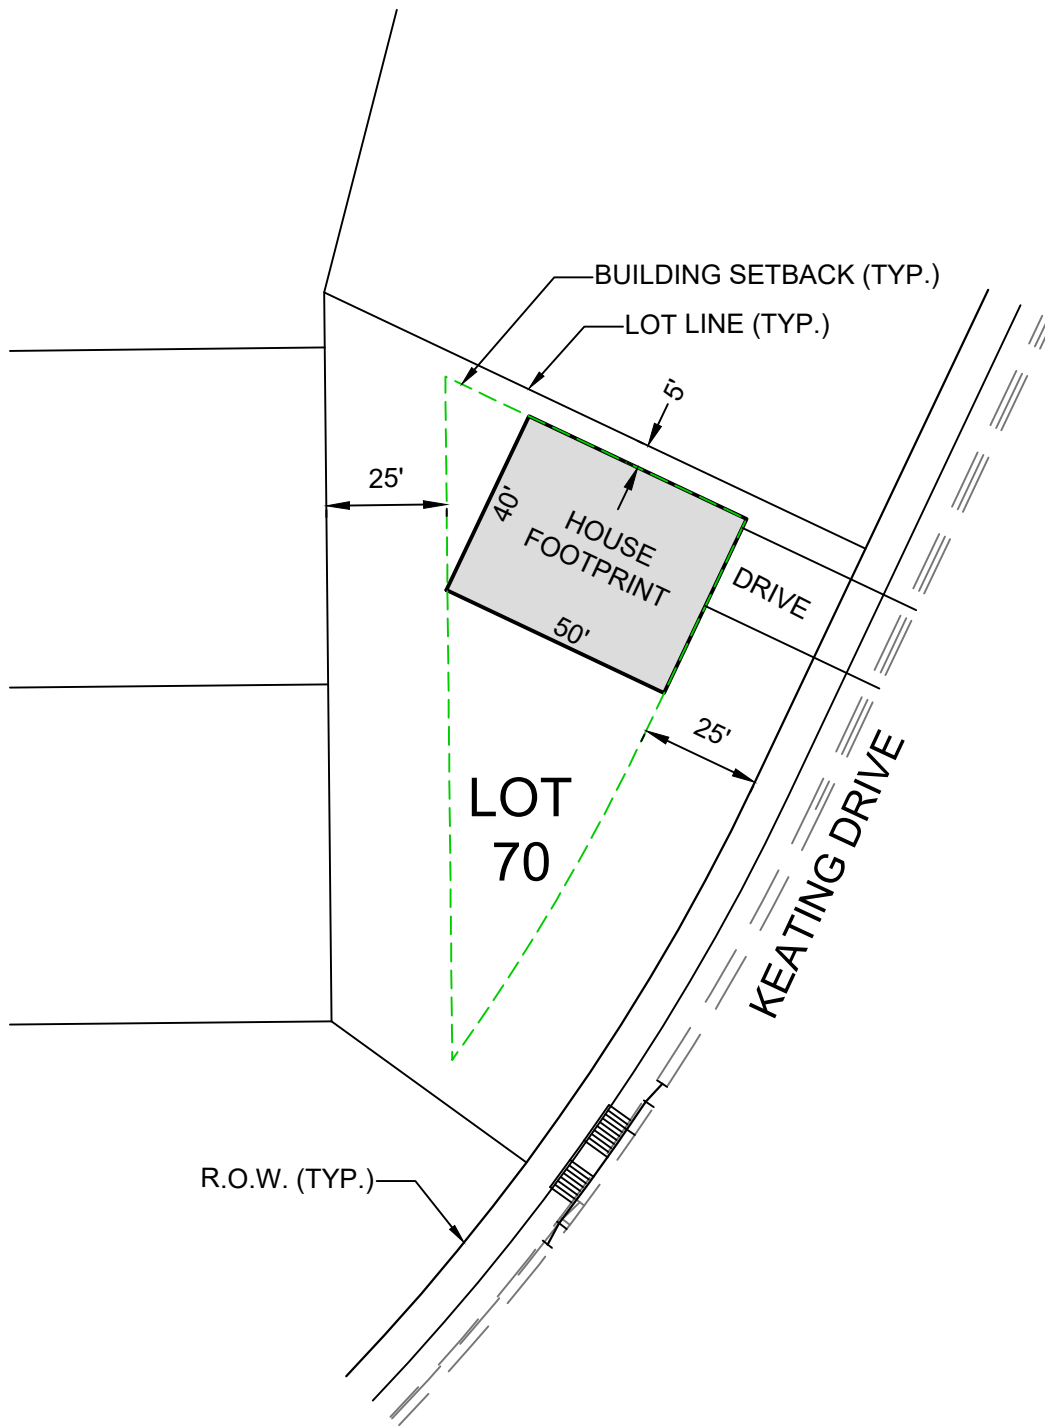 BUILDING SETBACK (TYP.)
LOT LINE (TYP.)
5'
25'
40'
HOUSE
FOOTPRINT
DRIVE
50'
25'
LOT
70
KEATING DRIVE
R.O.W. (TYP.)